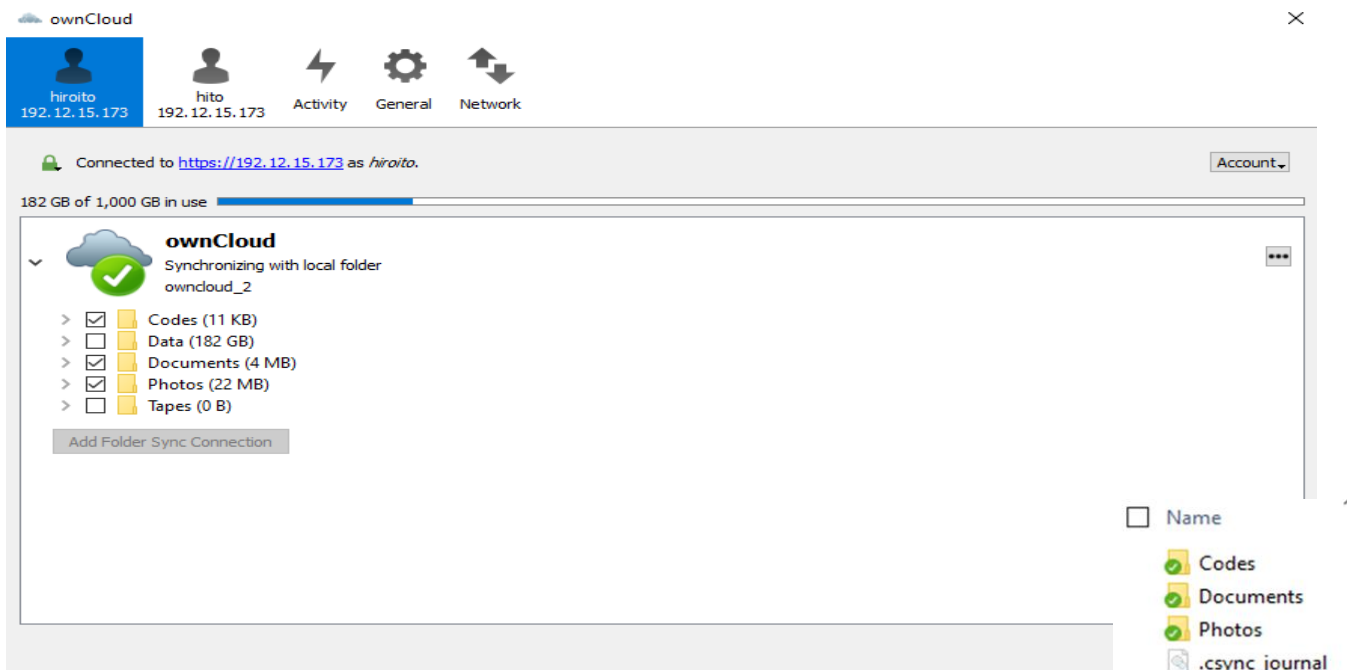 ownCloud
hiroito
192.12.15.173
hito
192.12.15.173
Activity
General
Network
Connected to https://192.12.15.173 as hiroito.
Account
182 GB of 1,000 GB in use
ownCloud
Synchronizing with local folder
owncloud_2
Codes (11 KB)
Data (182 GB)
Documents (4 MB)
Photos (22 MB)
Tapes (0 B)
Add Folder Sync Connection
Name
Codes
Documents
Photos
.csync_journal